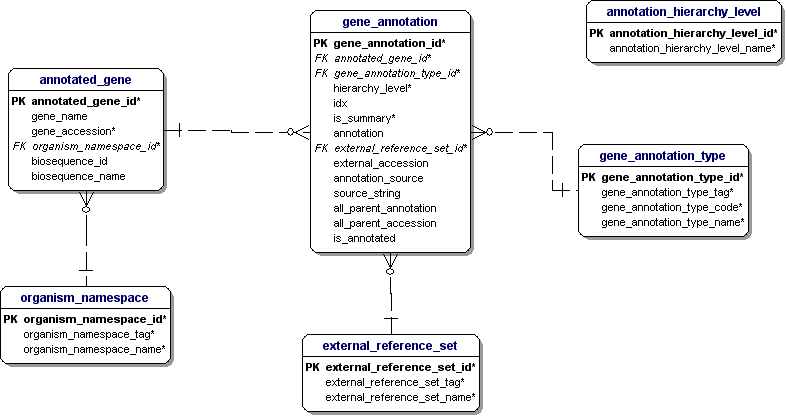 gene_annotation
PK gene_annotation_id*
FK annotated_gene_id*
FK gene_annotation_type_id*
hierarchy_level*
idx
is_summary*
annotation
FK external_reference_set_id*
external_accession
annotation_source
source_string
all_parent_annotation
all_parent_accession
is_annotated
annotation_hierarchy_level
PK annotation_hierarchy_level_id*
annotation_hierarchy_level_name*
annotated_gene
PK annotated_gene_id*
gene_name
gene_accession*
FK organism_namespace_id*
biosequence_id
biosequence_name
gene_annotation_type
PK gene_annotation_type_id*
gene_annotation_type_tag*
gene_annotation_type_code*
gene_annotation_type_name*
organism_namespace
PK organism_namespace_id*
organism_namespace_tag*
organism_namespace_name*
external_reference_set
PK external_reference_set_id*
external_reference_set_tag*
external_reference_set_name*